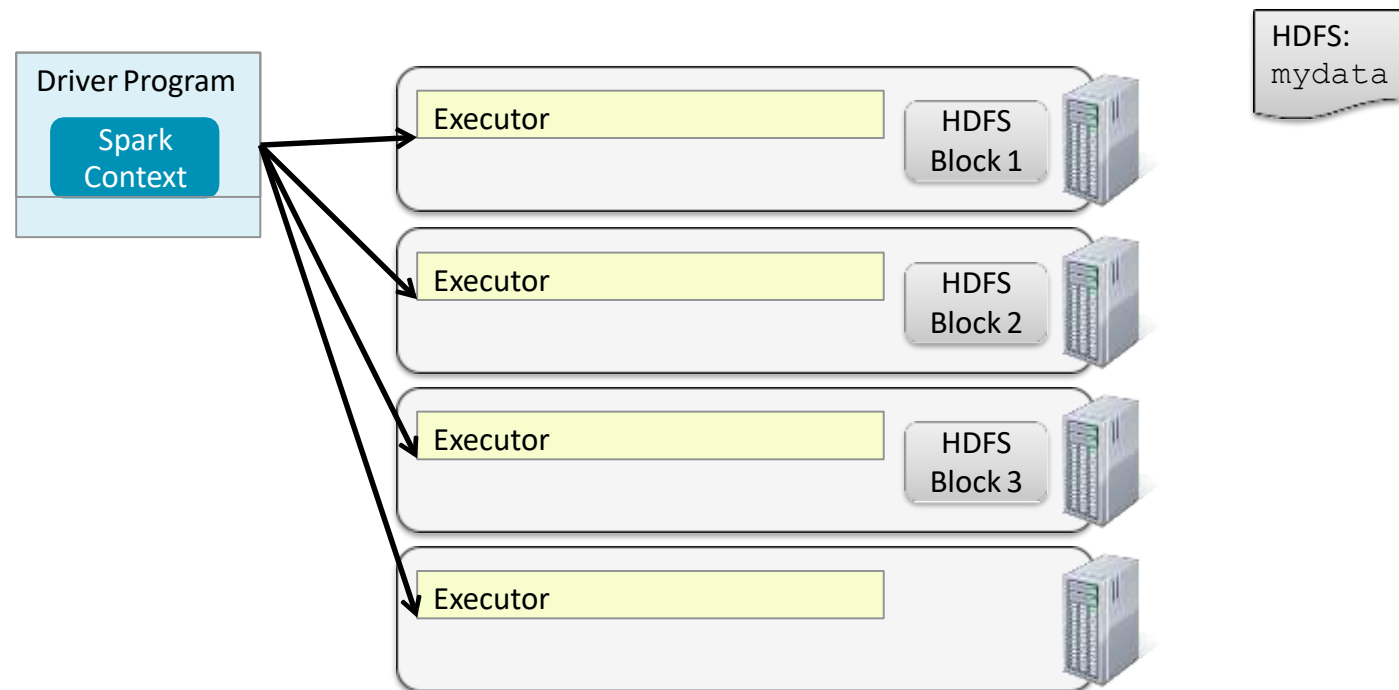 Driver Program
Spark
Context
HDFS:
mydata
Executor
HDFS
Block 1
Executor
HDFS
Block 2
Executor
HDFS
Block 3
Executor